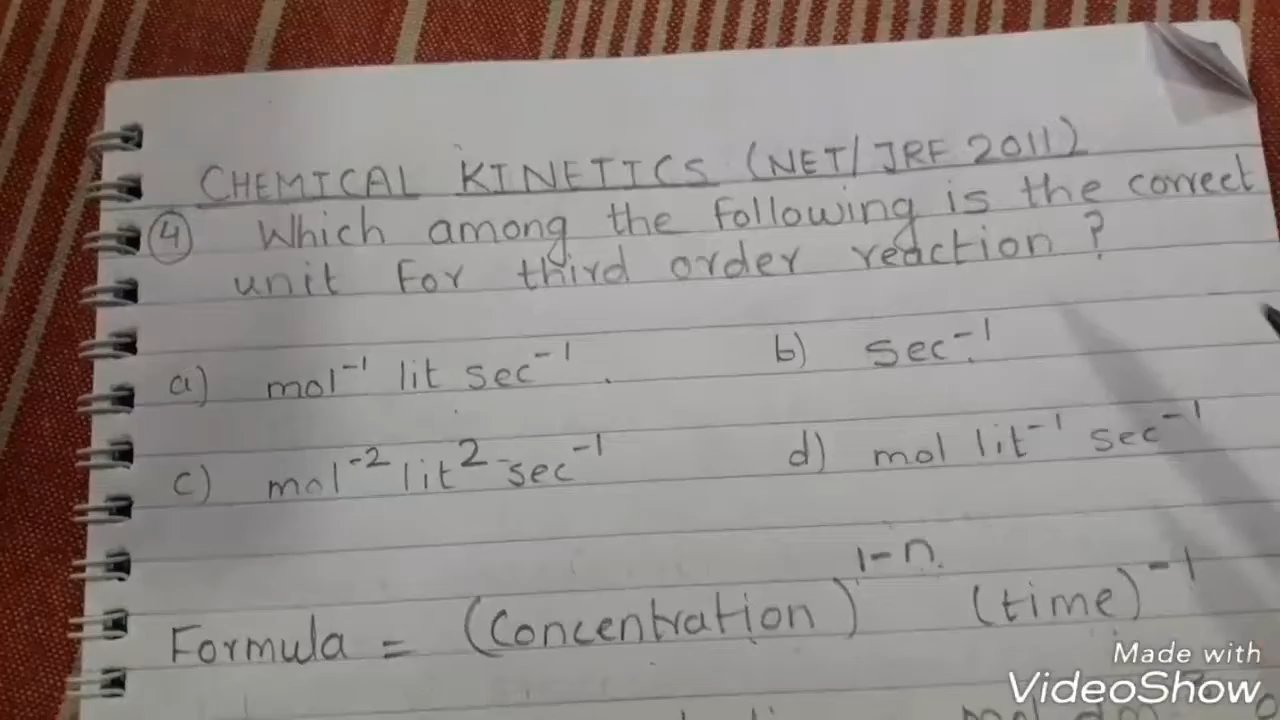 CHEMICAL KINETICS (NET/JRF 2011)
④ Which among the following is the correct
unit for third order reaction ?
a) mol⁻¹ lit sec⁻¹. b) sec⁻¹
c) mol⁻² lit² sec⁻¹ d) mol lit⁻¹ sec⁻¹
Formula = (concentration)¹⁻ⁿ (time)⁻¹
Made with
VideoShow